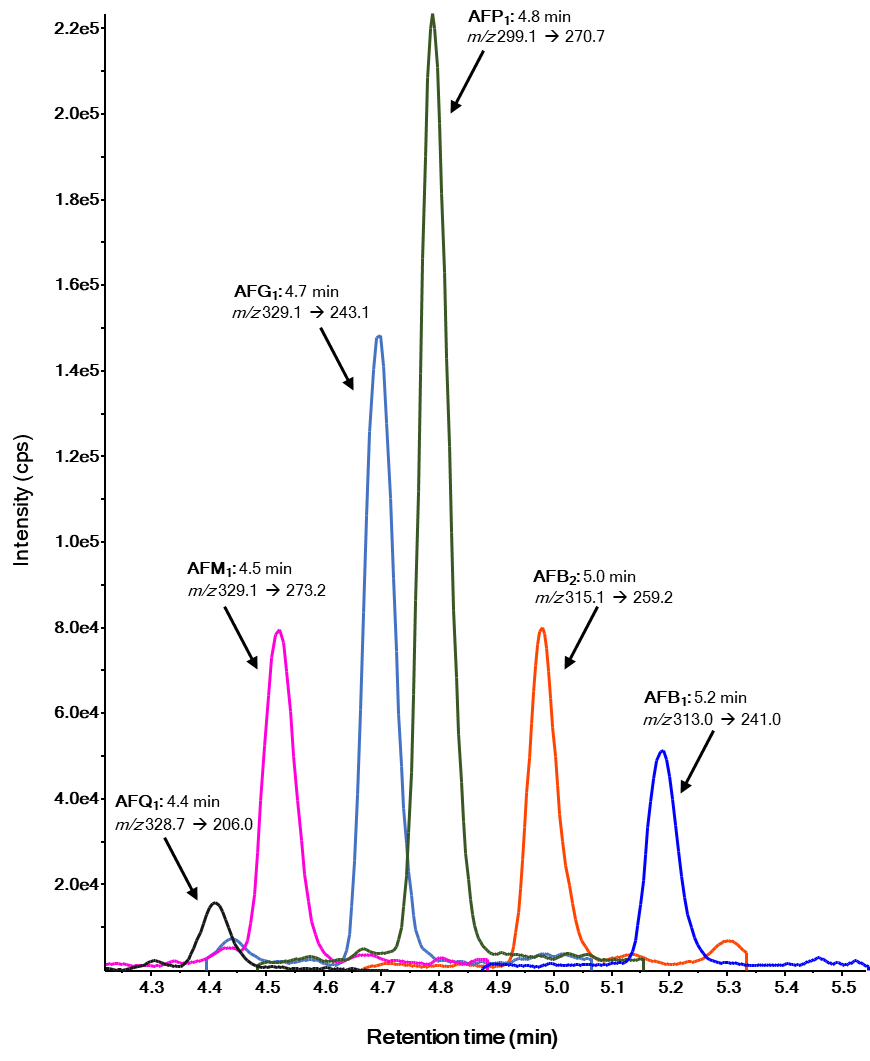 AFP₁: 4.8 min
m/z 299.1 → 270.7
AFG₁: 4.7 min
m/z 329.1 → 243.1
AFM₁: 4.5 min
m/z 329.1 → 273.2
AFB₂: 5.0 min
m/z 315.1 → 259.2
AFB₁: 5.2 min
m/z 313.0 → 241.0
AFQ₁: 4.4 min
m/z 328.7 → 206.0
Intensity (cps)
2.2e5
2.0e5
1.8e5
1.6e5
1.4e5
1.2e5
1.0e5
8.0e4
6.0e4
4.0e4
2.0e4
4.3 4.4 4.5 4.6 4.7 4.8 4.9 5.0 5.1 5.2 5.3 5.4 5.5
Retention time (min)